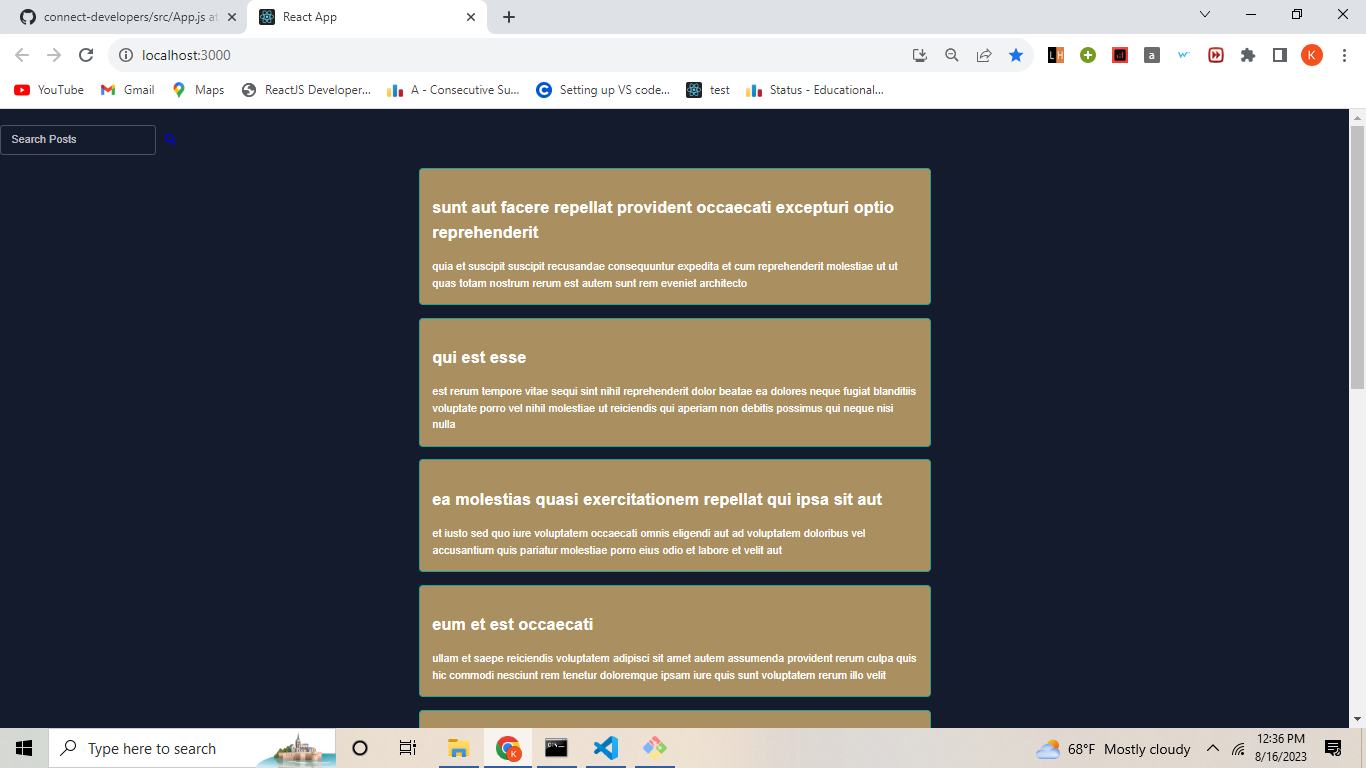 connect-developers/src/App.js at
React App
localhost:3000
L H
a
w
K
YouTube
Gmail
Maps
ReactJS Developer...
A - Consecutive Su...
Setting up VS code...
test
Status - Educational...
Search Posts
sunt aut facere repellat provident occaecati excepturi optio
reprehenderit
quia et suscipit suscipit recusandae consequuntur expedita et cum reprehenderit molestiae ut ut
quas totam nostrum rerum est autem sunt rem eveniet architecto
qui est esse
est rerum tempore vitae sequi sint nihil reprehenderit dolor beatae ea dolores neque fugiat blanditiis
voluptate porro vel nihil molestiae ut reiciendis qui aperiam non debitis possimus qui neque nisi
nulla
ea molestias quasi exercitationem repellat qui ipsa sit aut
et iusto sed quo iure voluptatem occaecati omnis eligendi aut ad voluptatem doloribus vel
accusantium quis pariatur molestiae porro eius odio et labore et velit aut
eum et est occaecati
ullam et saepe reiciendis voluptatem adipisci sit amet autem assumenda provident rerum culpa quis
hic commodi nesciunt rem tenetur doloremque ipsam iure quis sunt voluptatem rerum illo velit
Type here to search
K
68°F Mostly cloudy
12:36 PM
8/16/2023